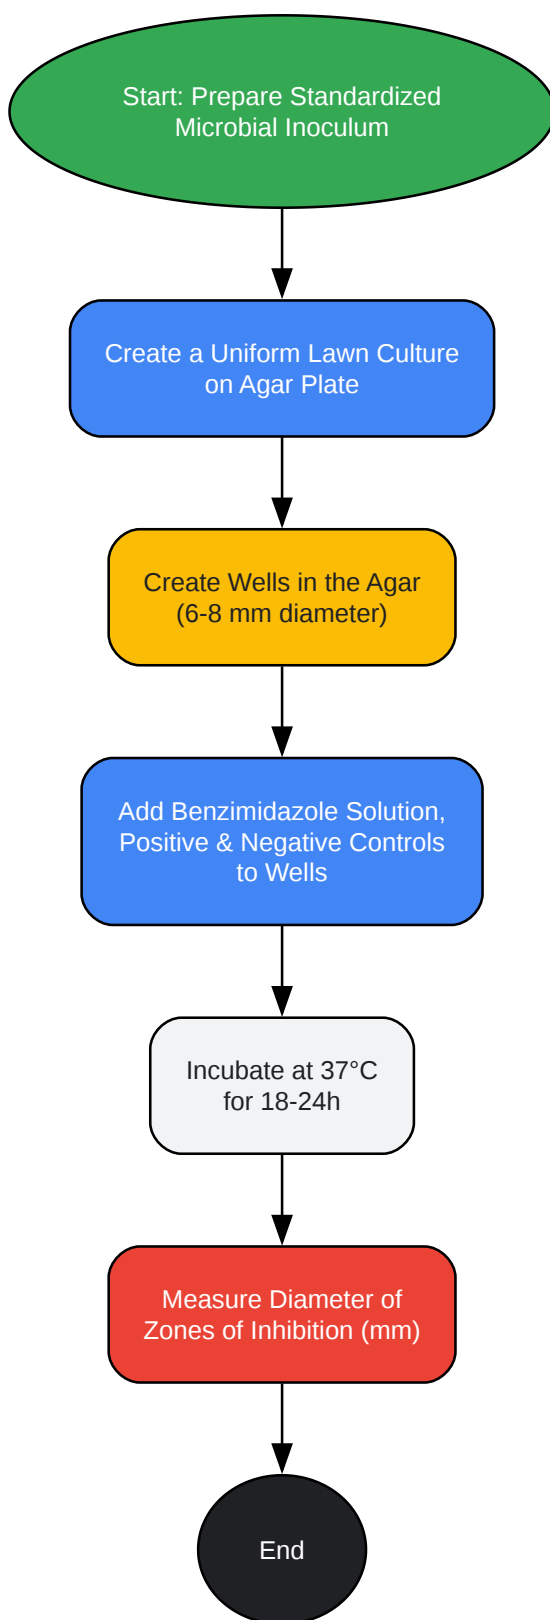 Start: Prepare Standardized
Microbial Inoculum
Create a Uniform Lawn Culture
on Agar Plate
Create Wells in the Agar
(6-8 mm diameter)
Add Benzimidazole Solution,
Positive & Negative Controls
to Wells
Incubate at 37°C
for 18-24h
Measure Diameter of
Zones of Inhibition (mm)
End